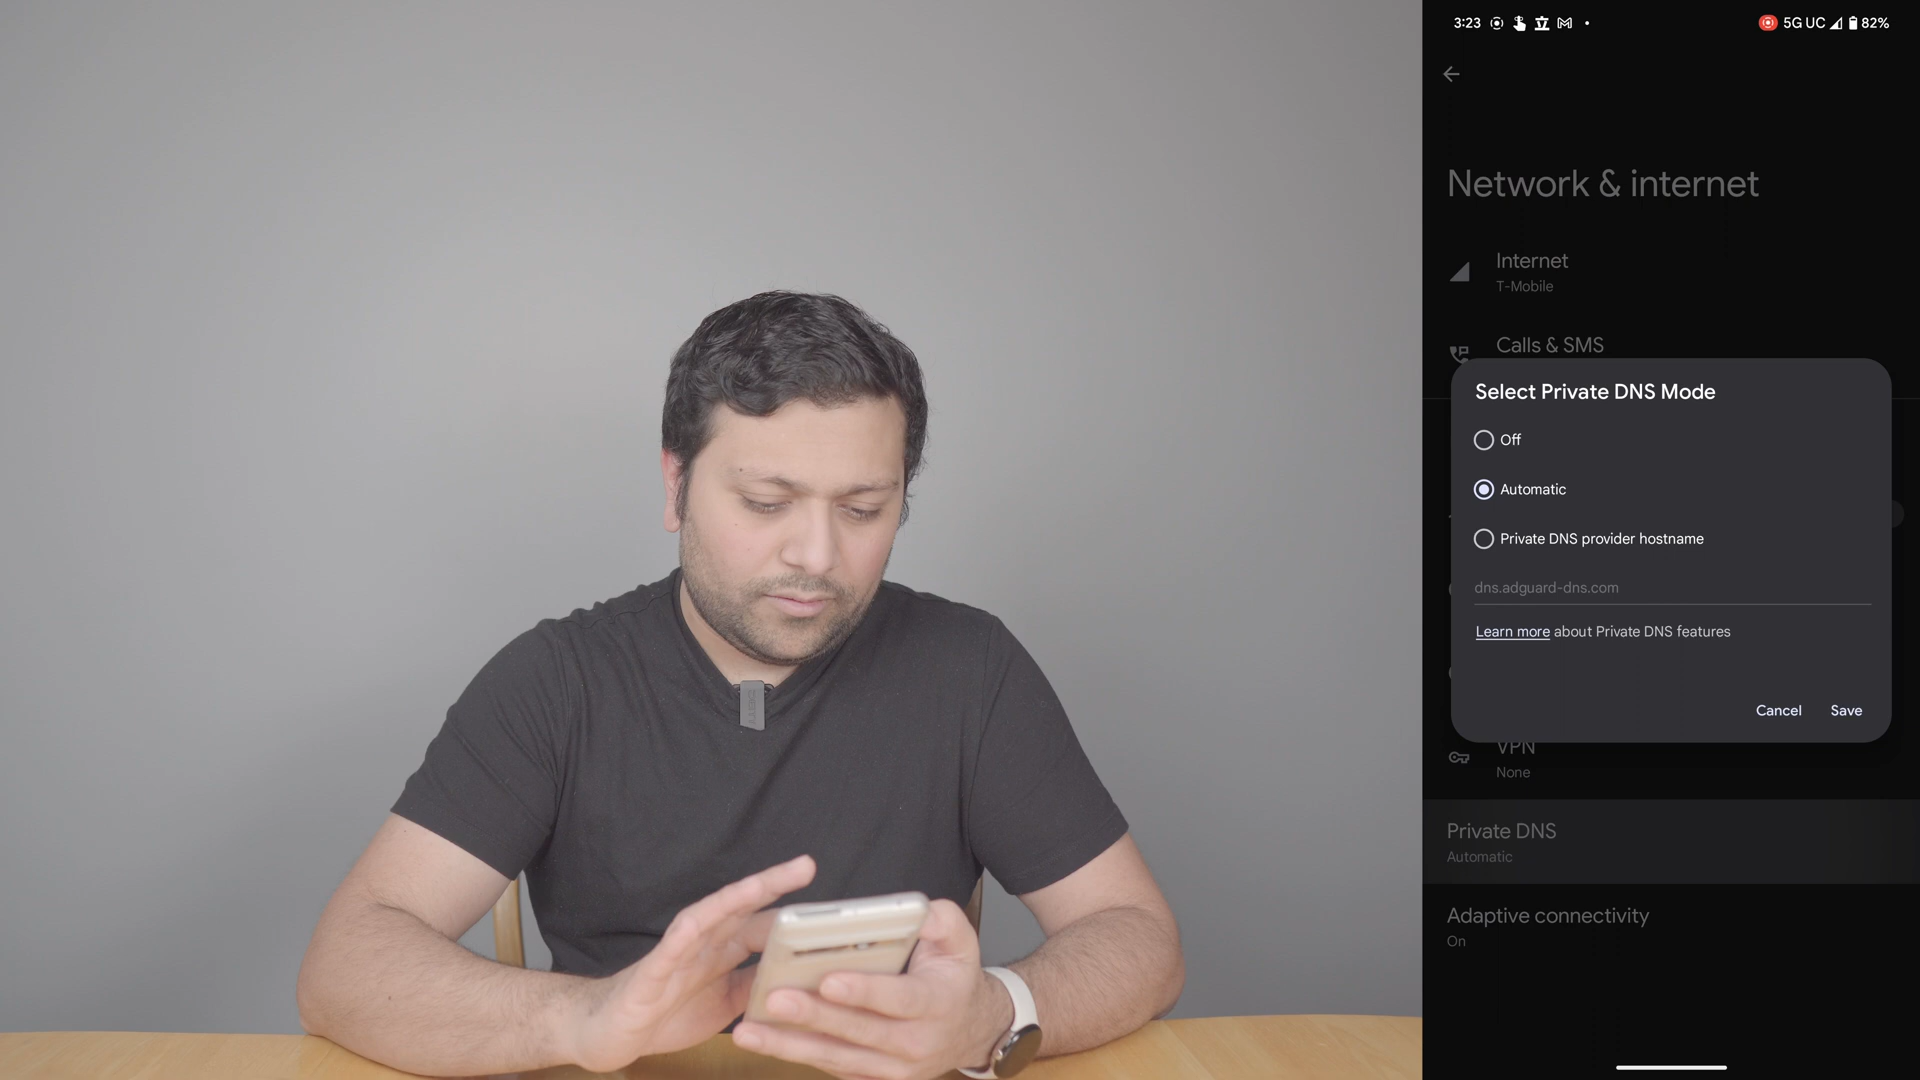 3:23
5G UC
82%
Network & internet
Internet
T-Mobile
Calls & SMS
Select Private DNS Mode
Off
Automatic
Private DNS provider hostname
dns.adguard-dns.com
Learn more about Private DNS features
Cancel
Save
VPN
None
Private DNS
Automatic
Adaptive connectivity
On